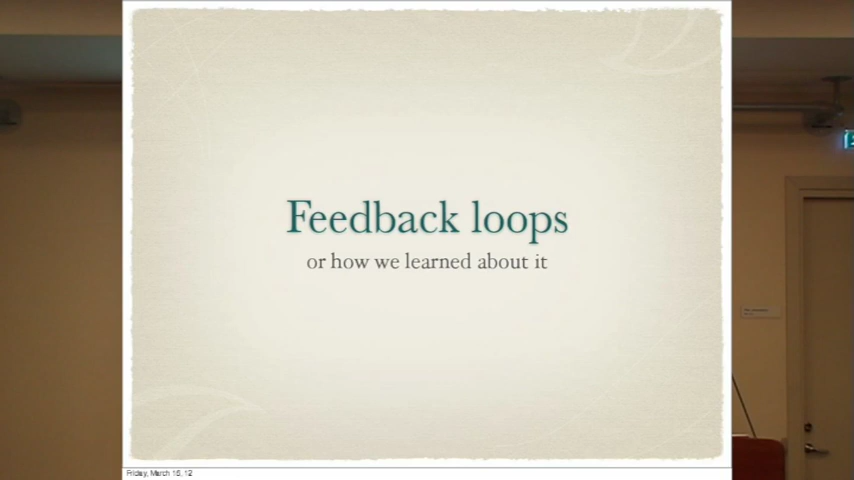 Feedback loops
or how we learned about it
Friday, March 16, 12